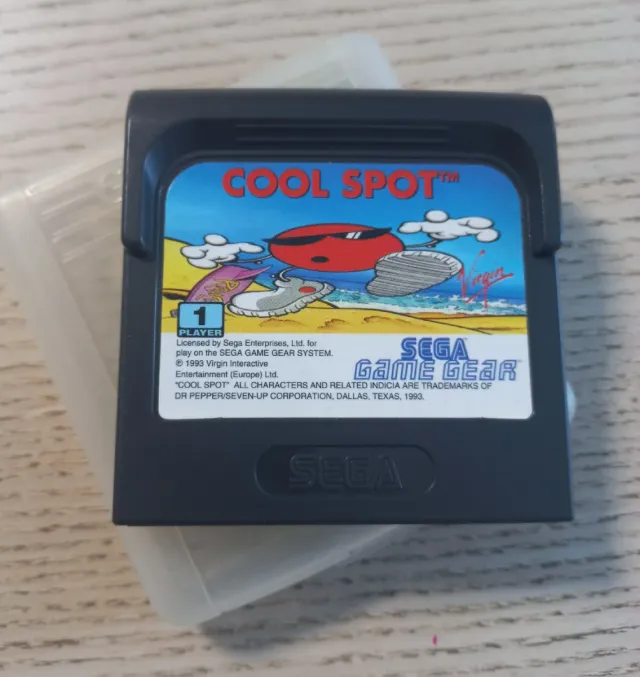 COOL SPOT™
Virgin
1
PLAYER
Licensed by Sega Enterprises, Ltd. for
play on the SEGA GAME GEAR SYSTEM.
© 1993 Virgin Interactive
Entertainment (Europe) Ltd.
SEGA
GAME GEAR
"COOL SPOT" ALL CHARACTERS AND RELATED INDICIA ARE TRADEMARKS OF
DR PEPPER/SEVEN-UP CORPORATION, DALLAS, TEXAS, 1993.
SEGA